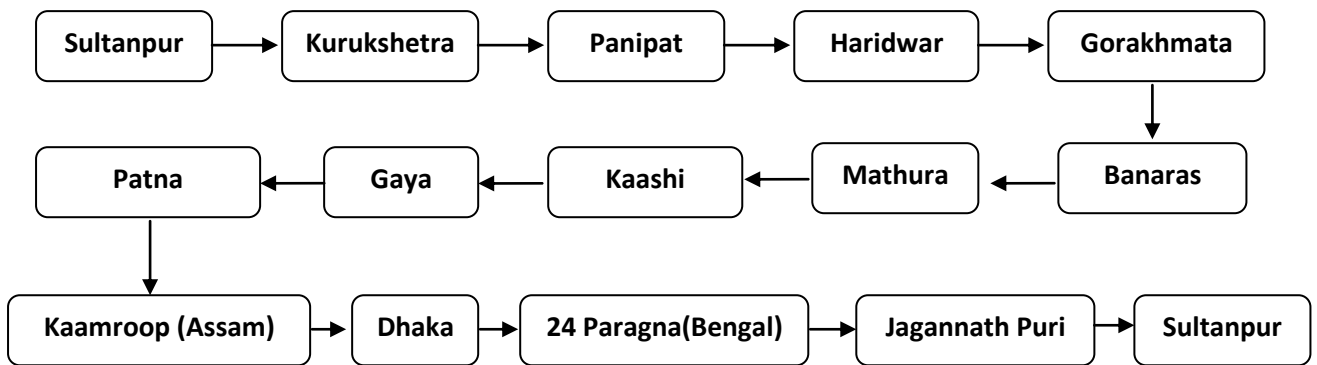 Sultanpur
Kurukshetra
Panipat
Haridwar
Gorakhmata
Banaras
Mathura
Kaashi
Gaya
Patna
Kaamroop (Assam)
Dhaka
24 Paragna(Bengal)
Jagannath Puri
Sultanpur